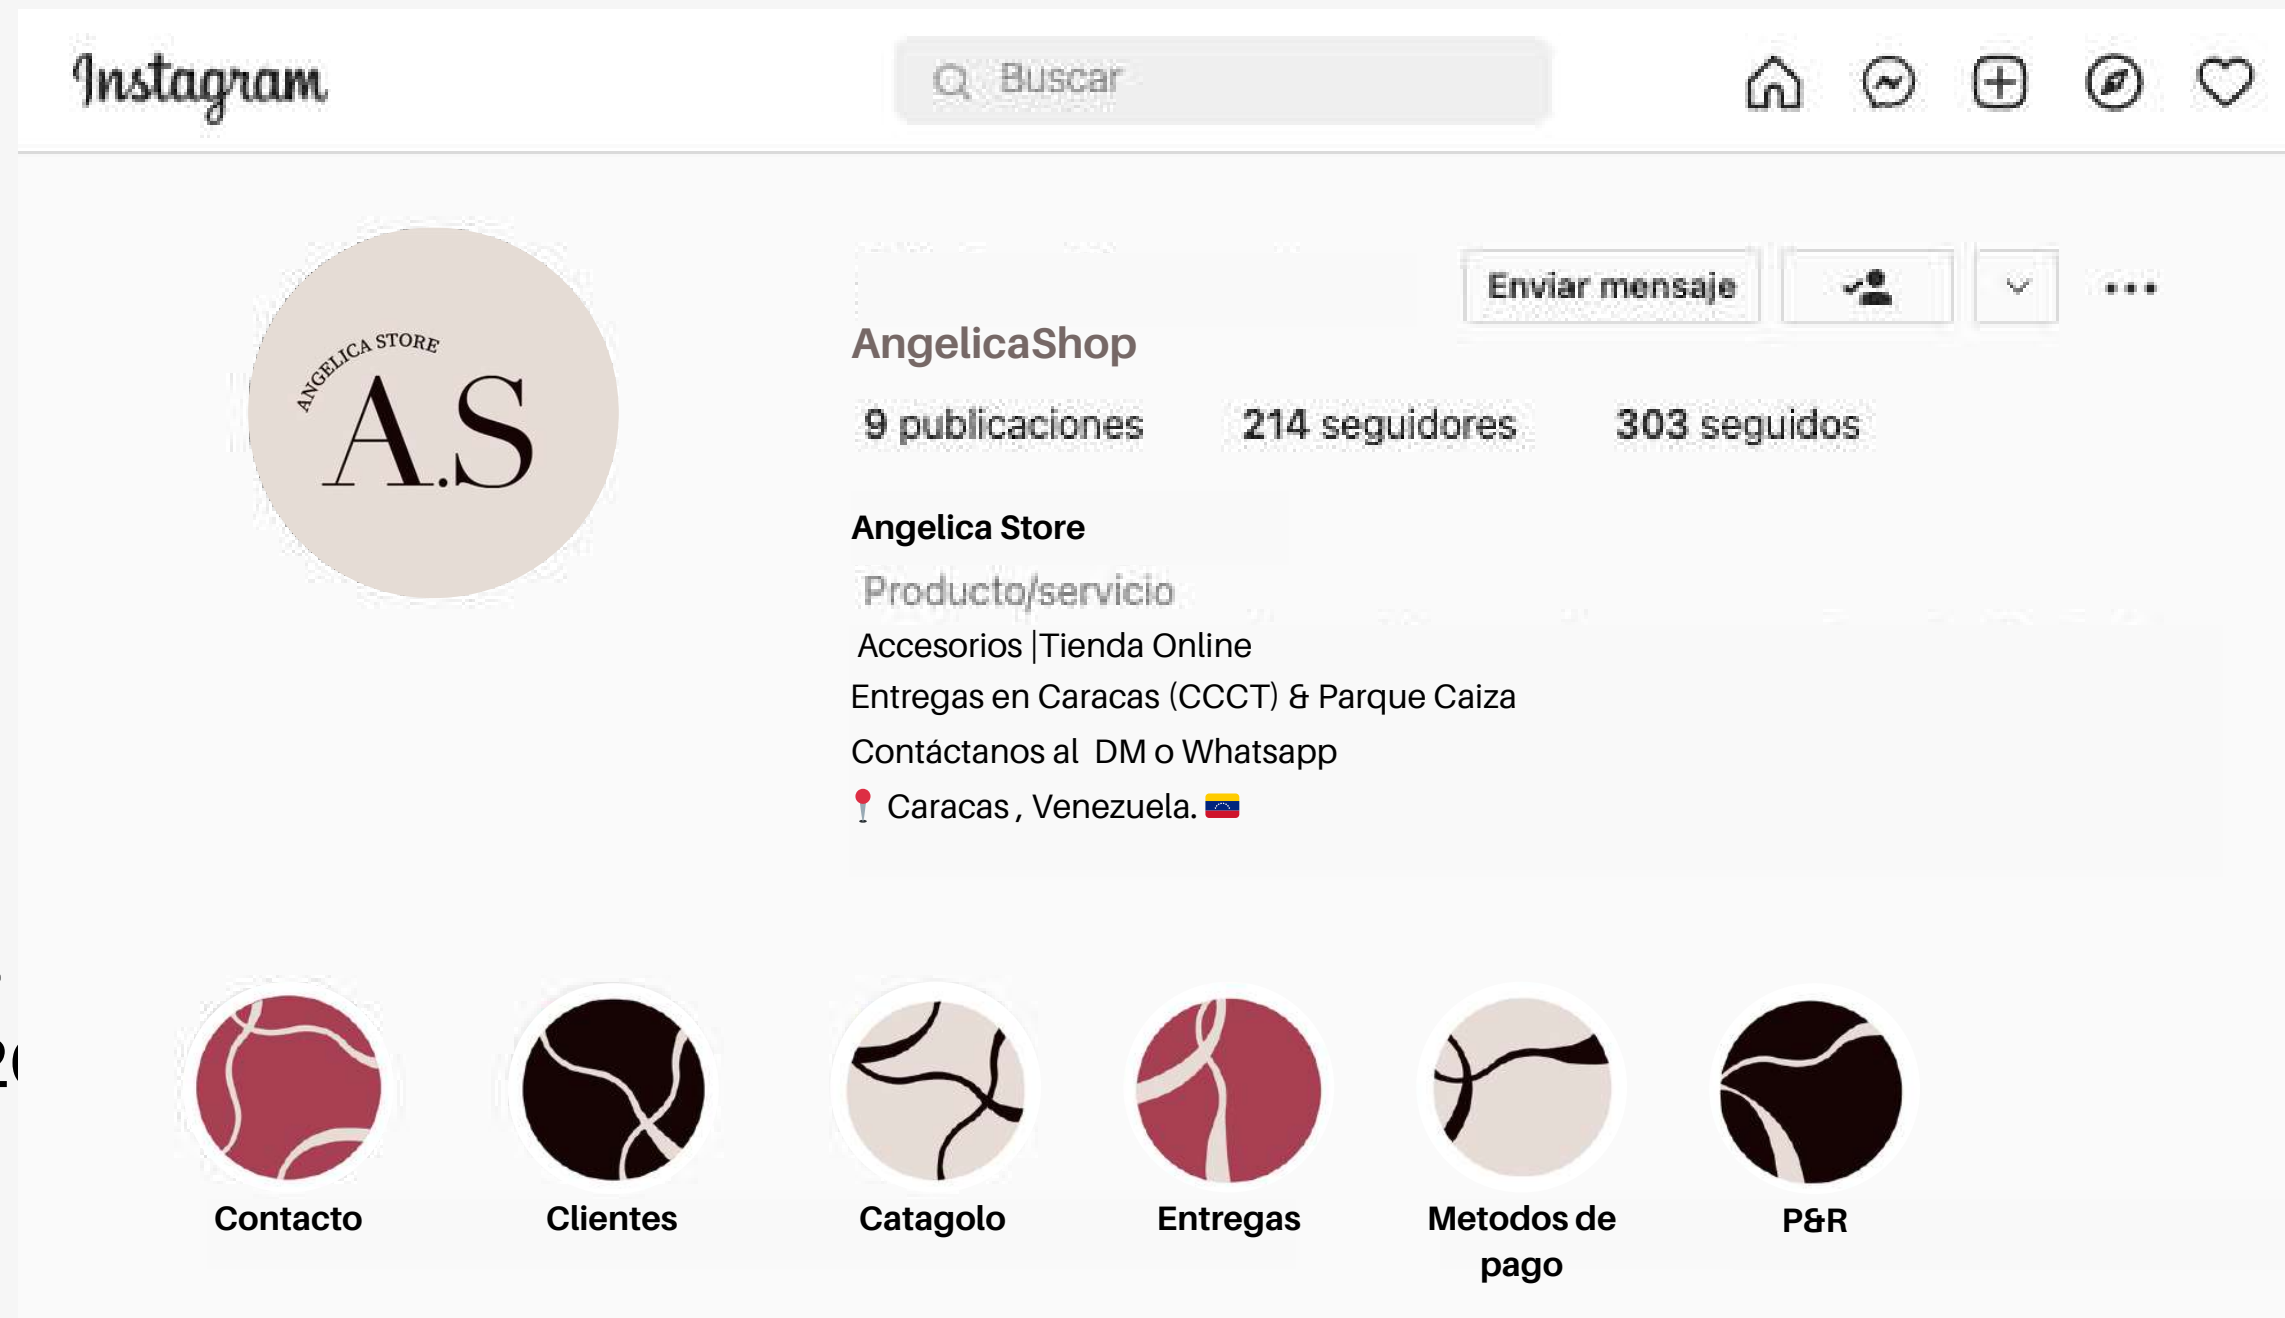 Instagram
Buscar
ANGELICA STORE
A.S
Enviar mensaje
AngelicaShop
9 publicaciones 214 seguidores 303 seguidos
Angelica Store
Producto/servicio
Accesorios |Tienda Online
Entregas en Caracas (CCCT) & Parque Caiza
Contáctanos al DM o Whatsapp
📍 Caracas , Venezuela. 🇻🇪
Contacto
Clientes
Catagolo
Entregas
Metodos de
pago
P&R